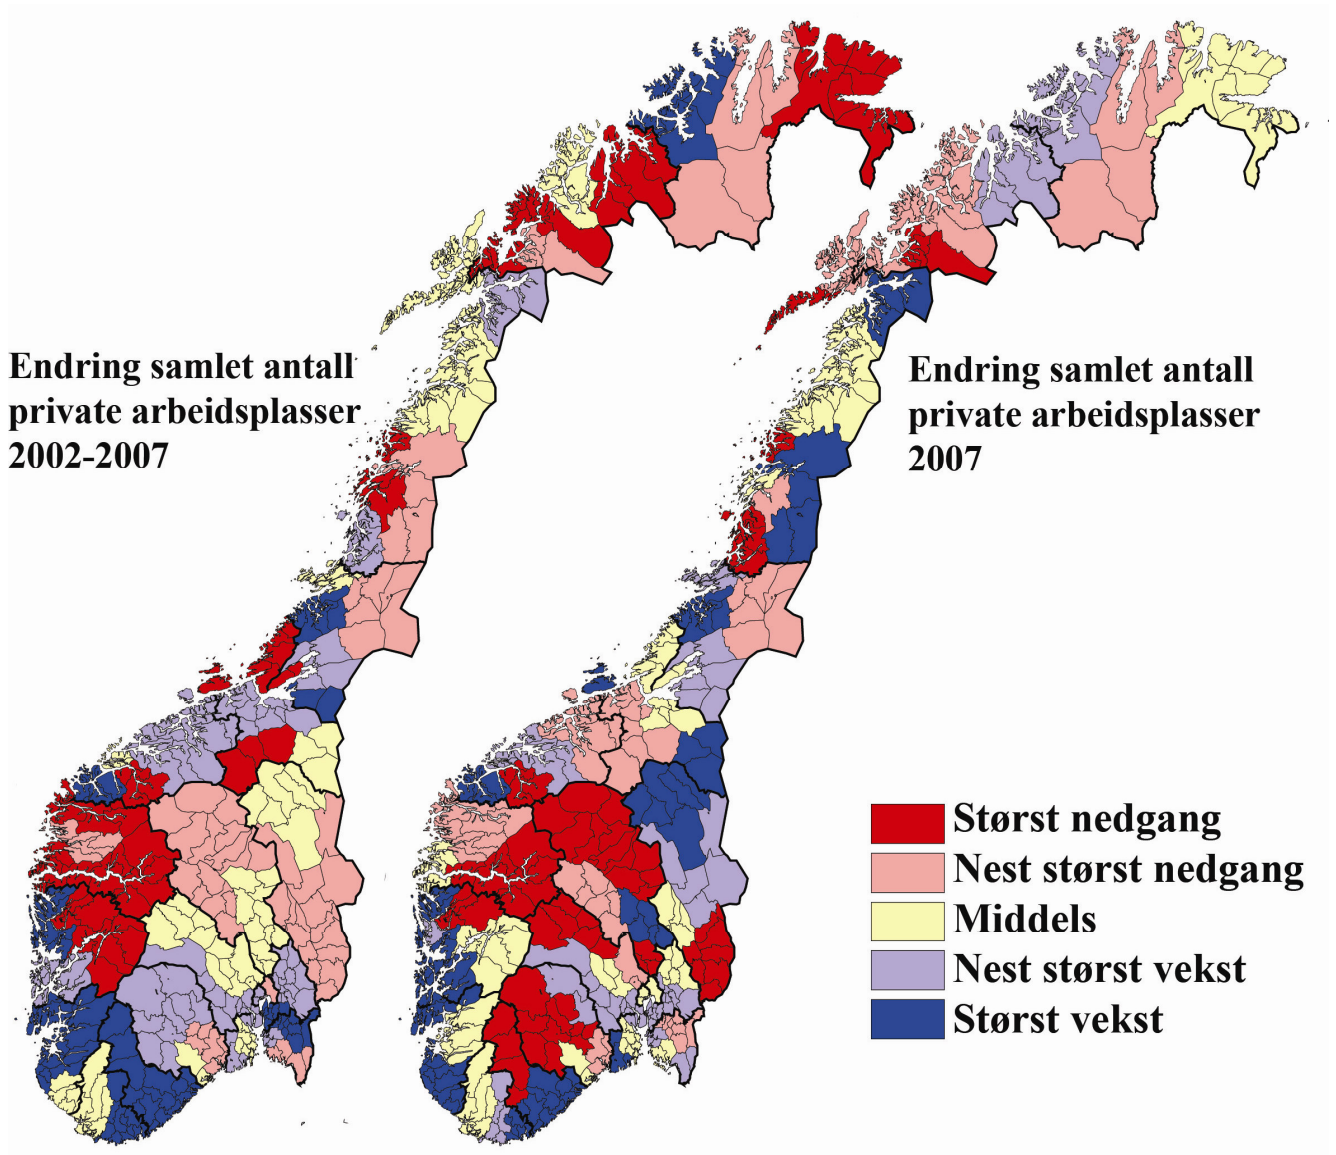 Endring samlet antall
private arbeidsplasser
2002-2007
Endring samlet antall
private arbeidsplasser
2007
Størst nedgang
Nest størst nedgang
Middels
Nest størst vekst
Størst vekst